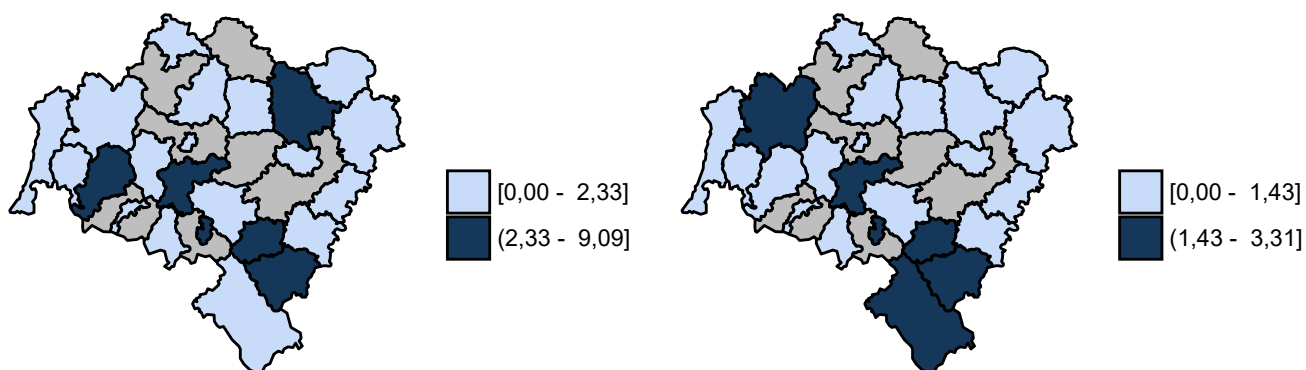 [0,00 - 2,33]
(2,33 - 9,09]
[0,00 - 1,43]
(1,43 - 3,31]